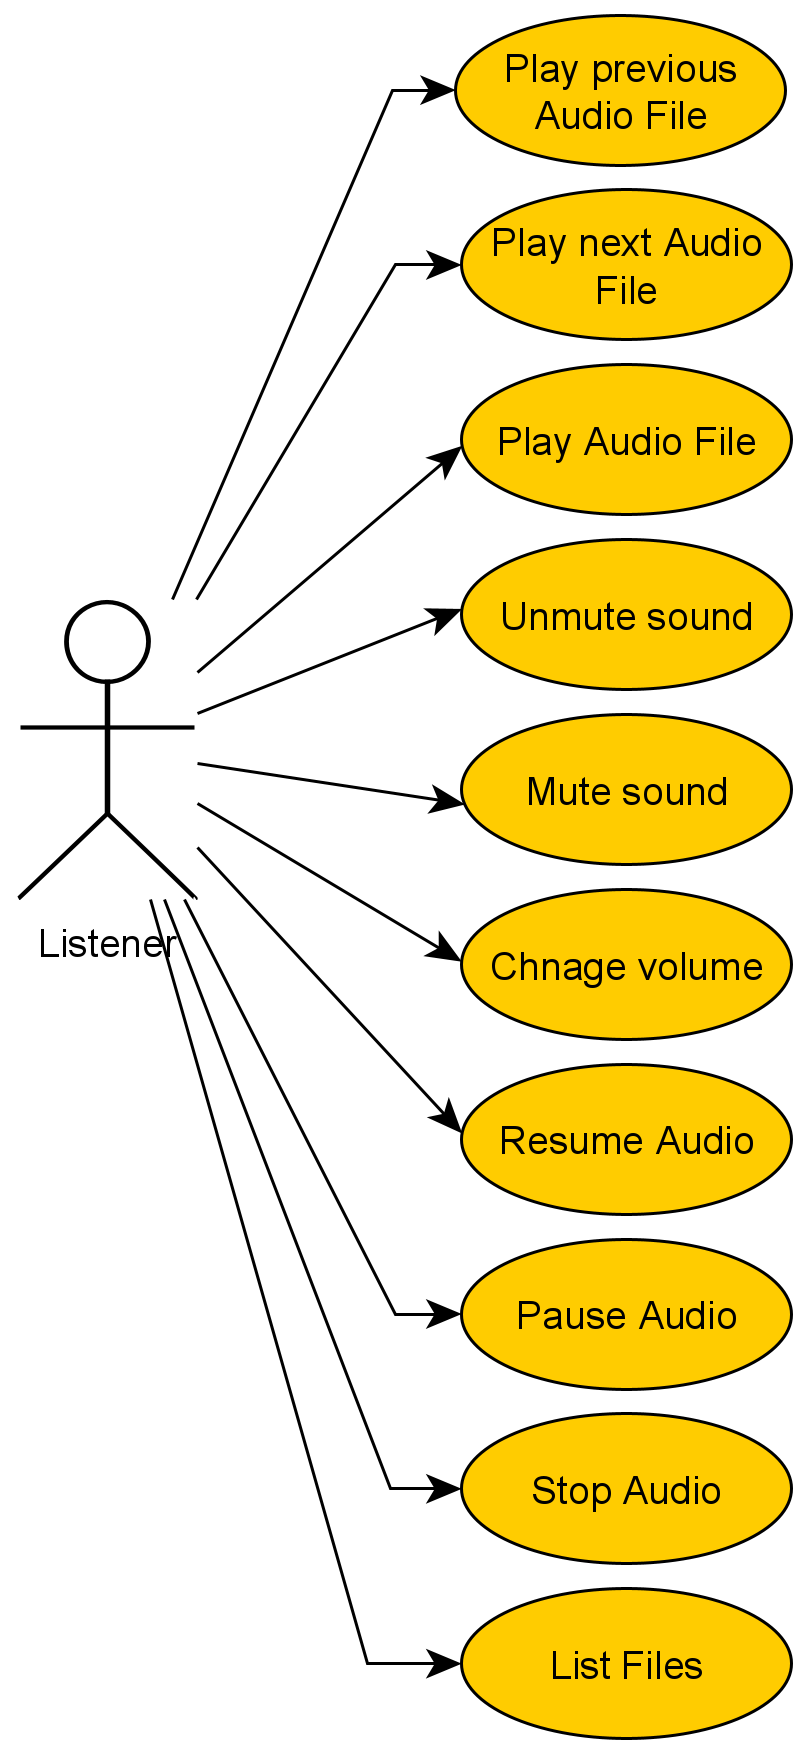 Play previous
Audio File
Play next Audio
File
Play Audio File
Unmute sound
Mute sound
Listener
Chnage volume
Resume Audio
Pause Audio
Stop Audio
List Files